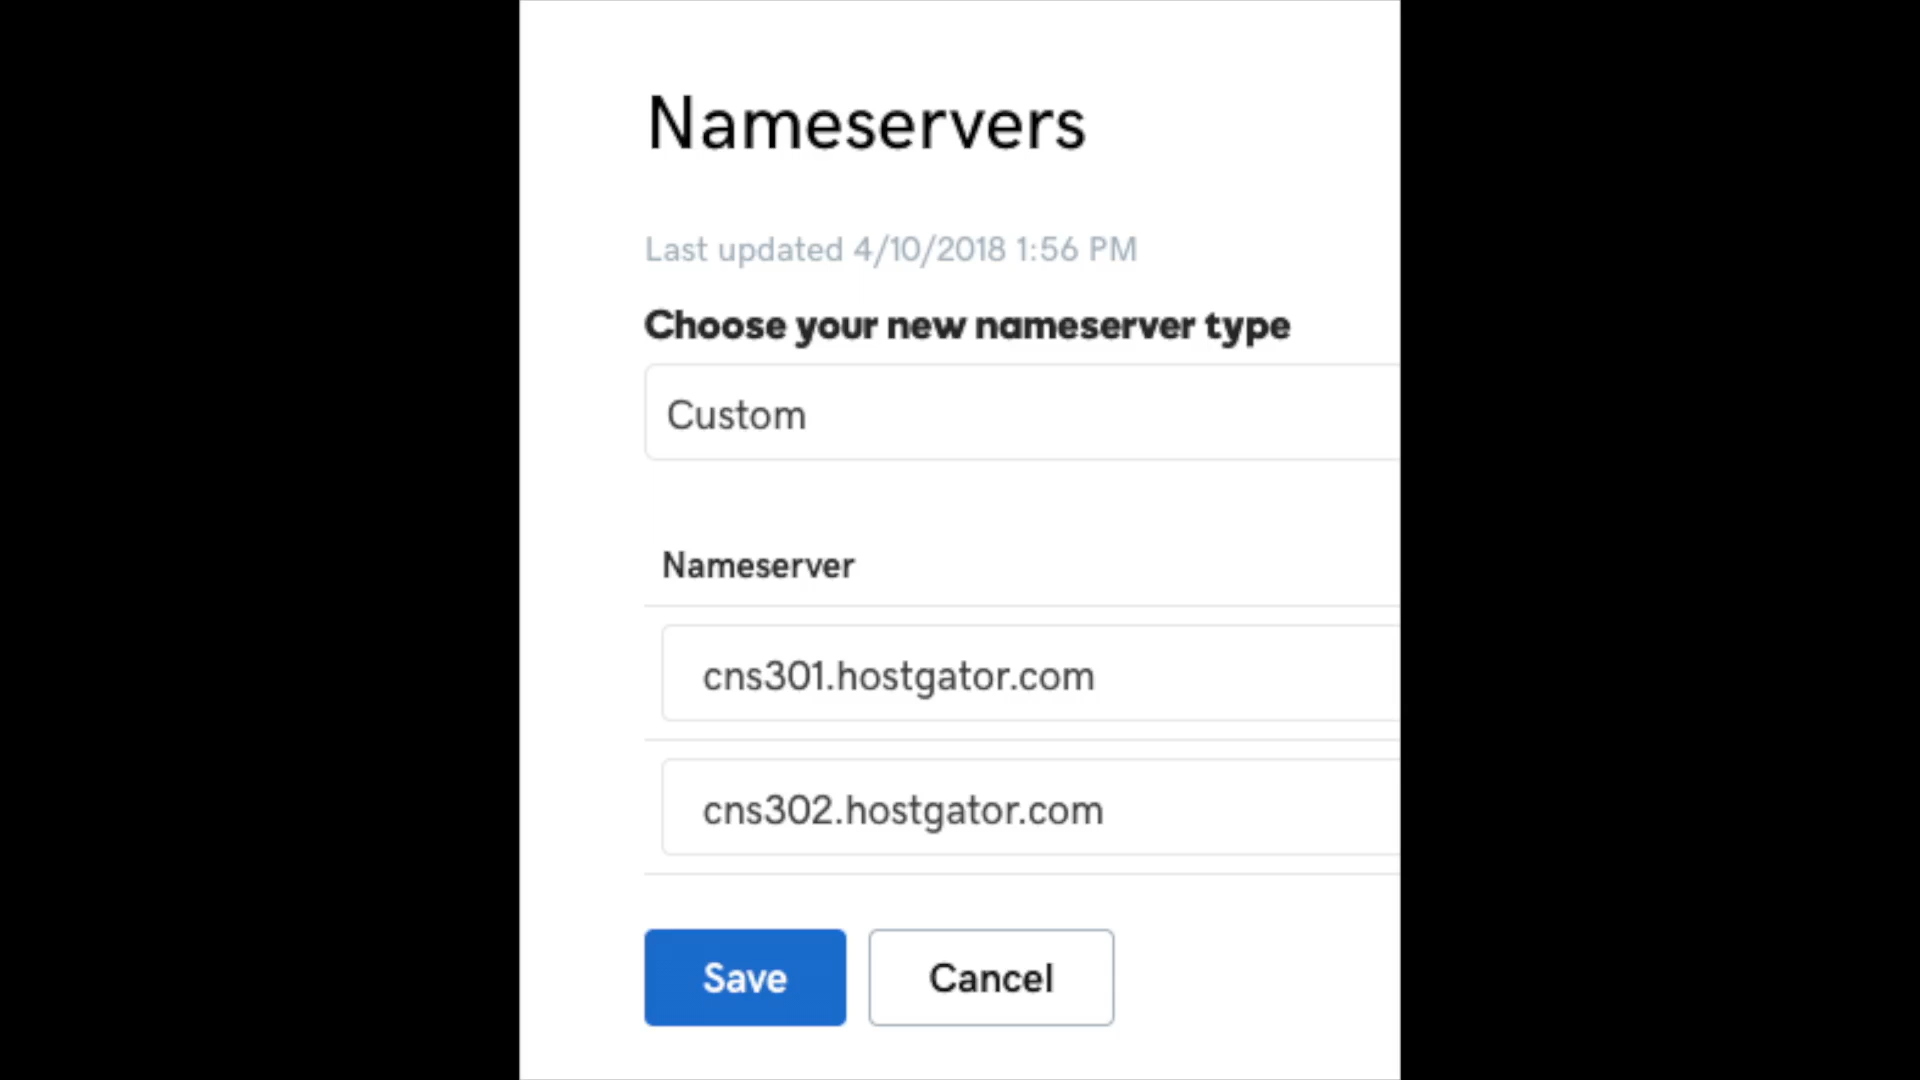 Nameservers
Last updated 4/10/2018 1:56 PM
Choose your new nameserver type
Custom
Nameserver
cns301.hostgator.com
cns302.hostgator.com
Save Cancel